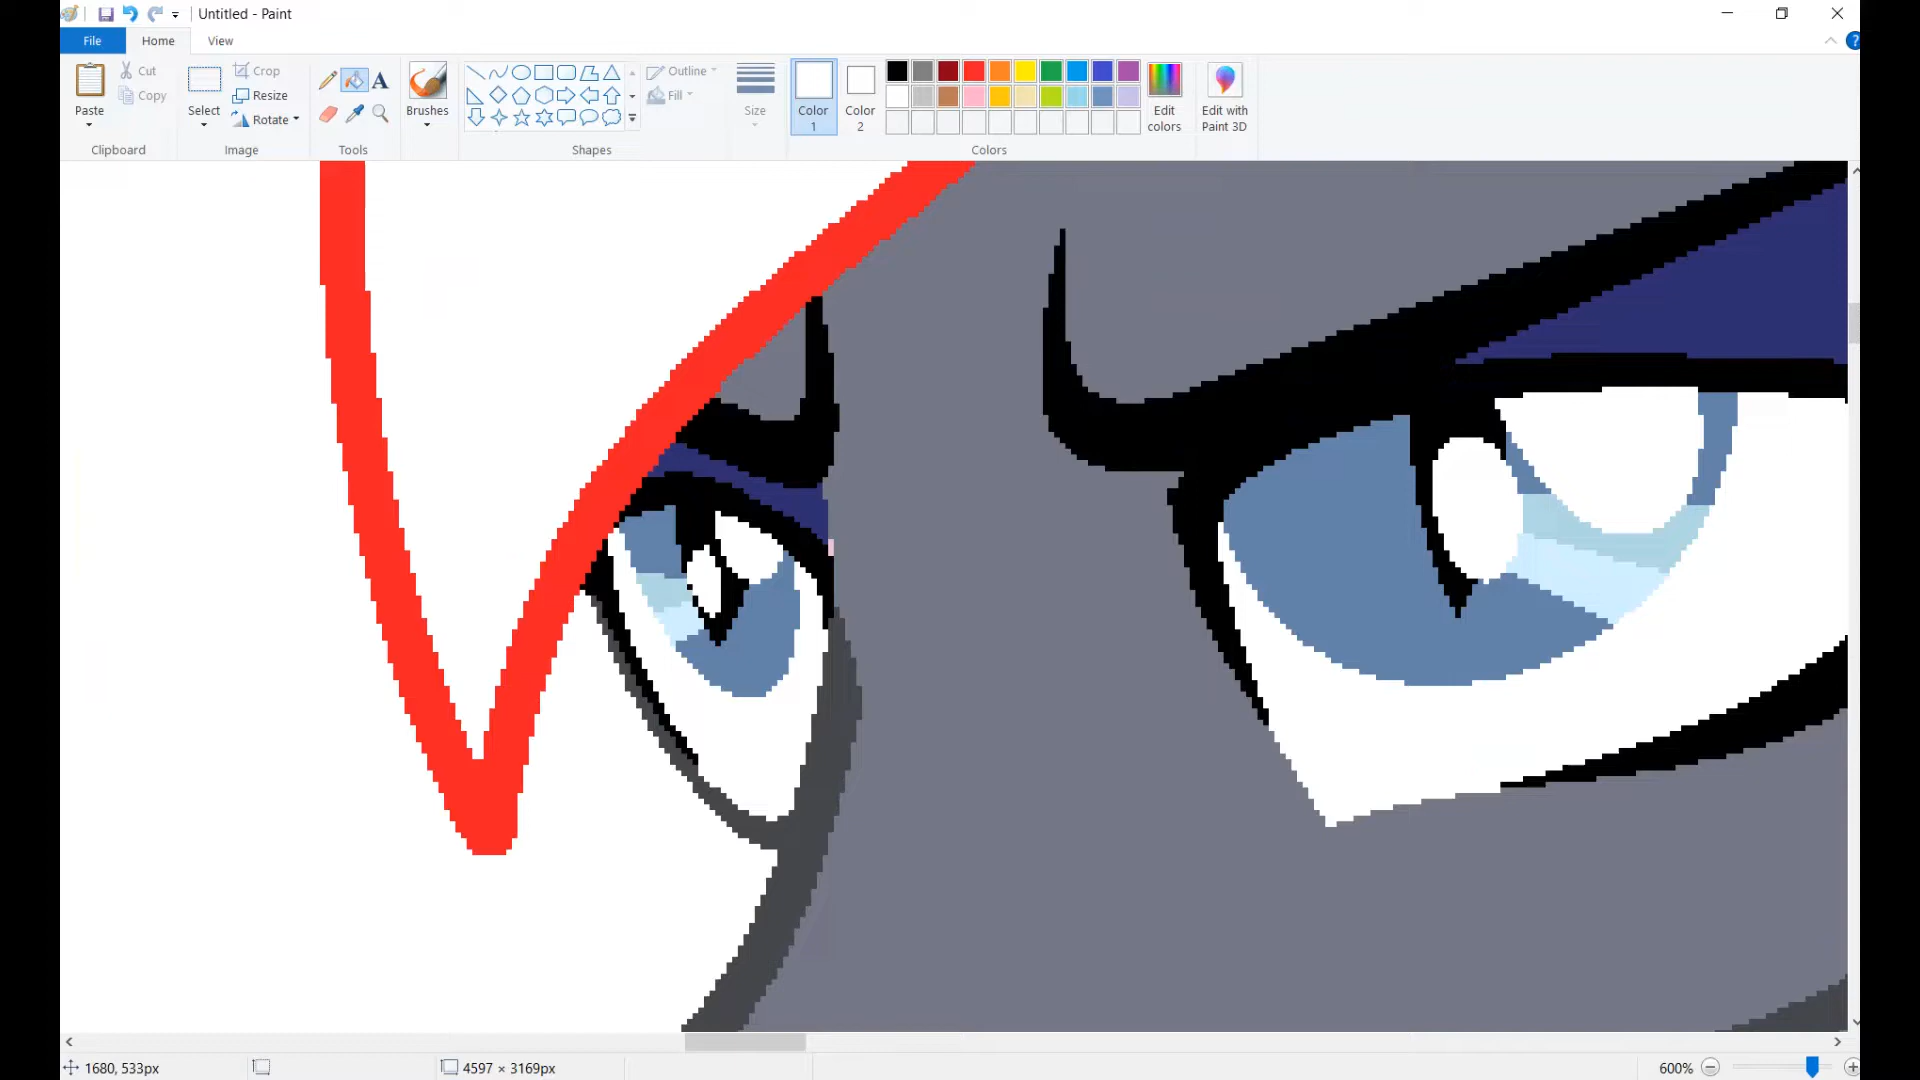 Untitled - Paint
File
Home
View
Paste
Cut
Copy
Clipboard
Select
Crop
Resize
Rotate
Image
A
Tools
Brushes
Outline
Fill
Shapes
Size
Color
1
Color
2
Edit
colors
Colors
Edit with
Paint 3D
?
1680, 533px
4597 × 3169px
600%